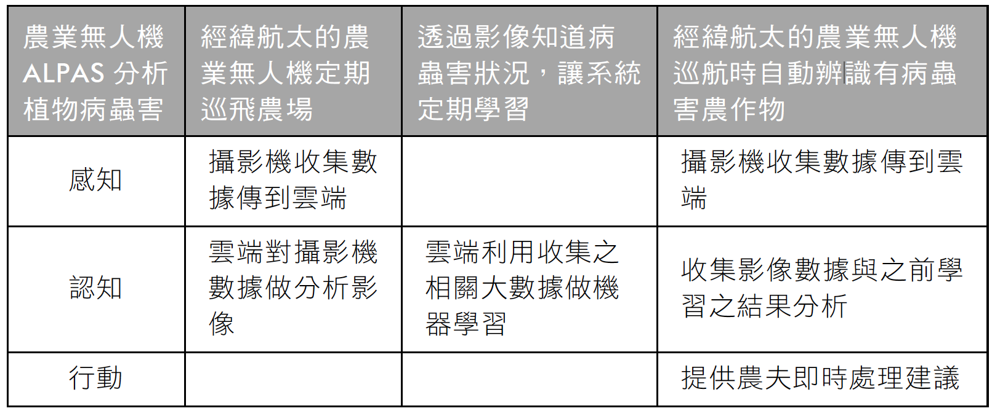 農業無人機
ALPAS 分析
植物病蟲害
經緯航太的農
業無人機定期
巡飛農場
透過影像知道病
蟲害狀況，讓系統
定期學習
經緯航太的農業無人機
巡航時自動辨識有病蟲
害農作物
感知
攝影機收集數
據傳到雲端
攝影機收集數據傳到雲
端
認知
雲端對攝影機
數據做分析影
像
雲端利用收集之
相關大數據做機
器學習
收集影像數據與之前學
習之結果分析
行動
提供農夫即時處理建議